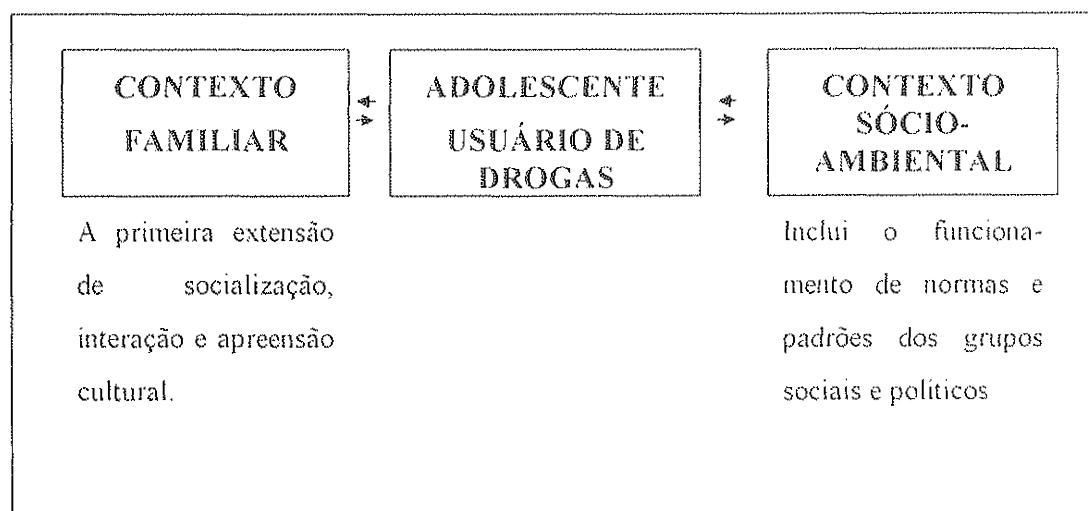 CONTEXTO
FAMILIAR
ADOLESCENTE
USUÁRIO DE
DROGAS
CONTEXTO
SÓCIO-
AMBIENTAL
A primeira extensão
de socialização,
interação e apreensão
cultural.
Inclui o funciona-
mento de normas e
padrões dos grupos
sociais e políticos